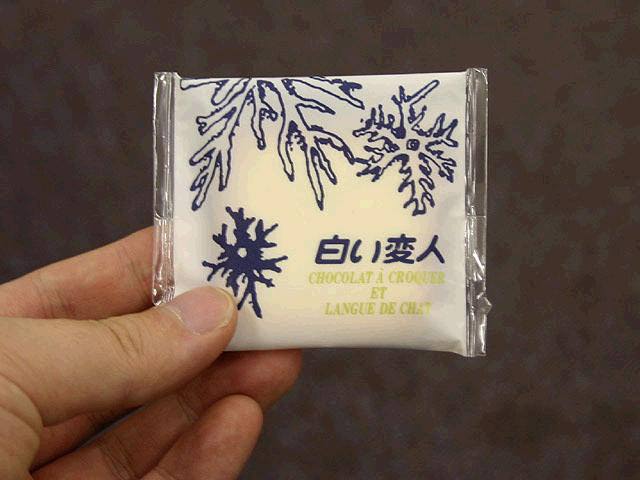 白い変人
CHOCOLAT À CROQUER
ET
LANGUE DE CHAT